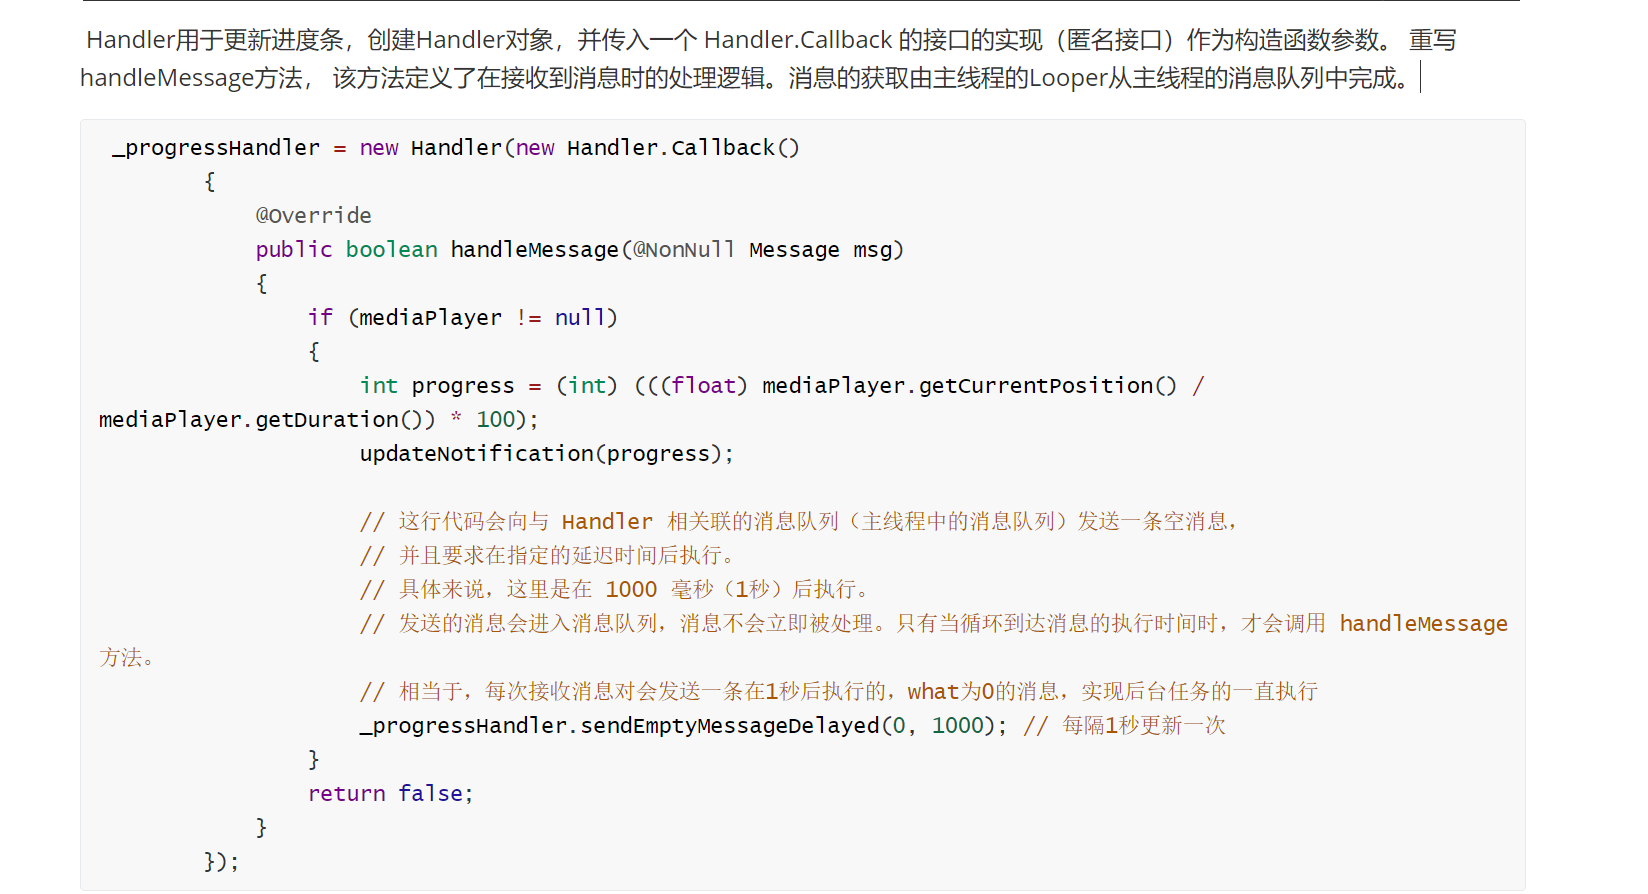 Handler用于更新进度条，创建Handler对象，并传入一个 Handler.Callback 的接口的实现（匿名接口）作为构造函数参数。 重写
handleMessage方法， 该方法定义了在接收到消息时的处理逻辑。消息的获取由主线程的Looper从主线程的消息队列中完成。
_progressHandler = new Handler(new Handler.Callback()
{
@Override
public boolean handleMessage(@NonNull Message msg)
{
if (mediaPlayer != null)
{
int progress = (int) (((float) mediaPlayer.getCurrentPosition() /
mediaPlayer.getDuration()) * 100);
updateNotification(progress);
// 这行代码会向与 Handler 相关联的消息队列（主线程中的消息队列）发送一条空消息，
// 并且要求在指定的延迟时间后执行。
// 具体来说，这里是在 1000 毫秒（1秒）后执行。
// 发送的消息会进入消息队列，消息不会立即被处理。只有当循环到达消息的执行时间时，才会调用 handleMessage
方法。
// 相当于，每次接收消息对会发送一条在1秒后执行的，what为0的消息，实现后台任务的一直执行
_progressHandler.sendEmptyMessageDelayed(0, 1000); // 每隔1秒更新一次
}
return false;
}
});